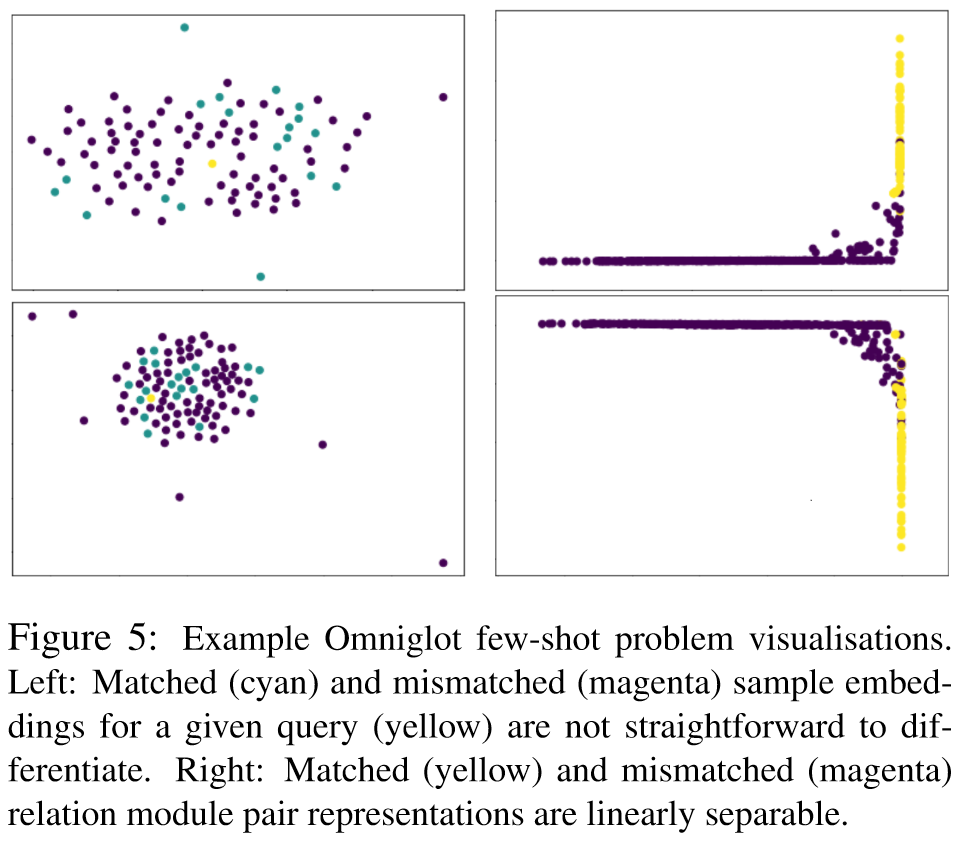 Figure 5: Example Omniglot few-shot problem visualisations.
Left: Matched (cyan) and mismatched (magenta) sample embed-
dings for a given query (yellow) are not straightforward to dif-
ferentiate. Right: Matched (yellow) and mismatched (magenta)
relation module pair representations are linearly separable.